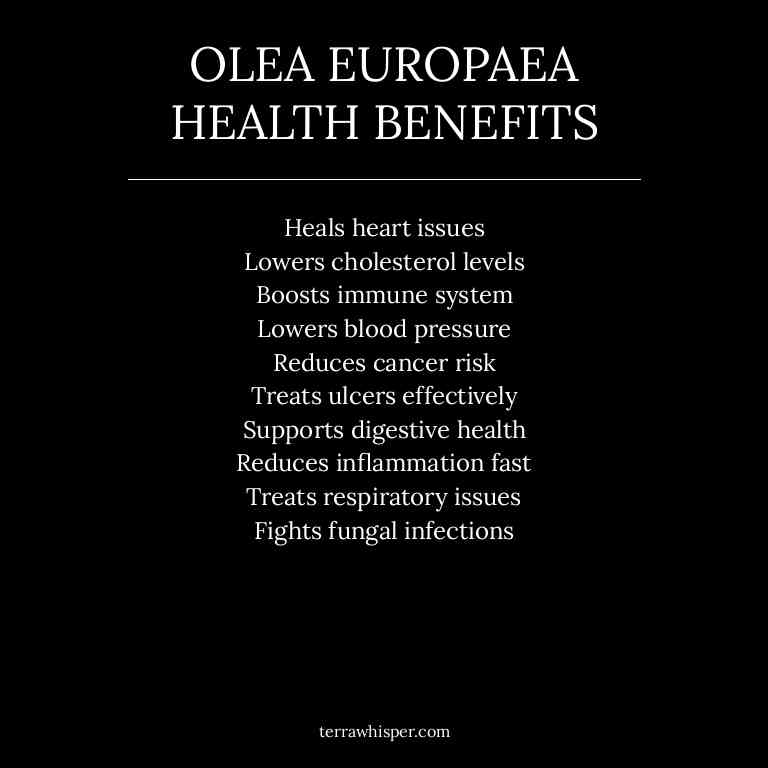 OLEA EUROPAEA
HEALTH BENEFITS
Heals heart issues
Lowers cholesterol levels
Boosts immune system
Lowers blood pressure
Reduces cancer risk
Treats ulcers effectively
Supports digestive health
Reduces inflammation fast
Treats respiratory issues
Fights fungal infections
terrawhisper.com